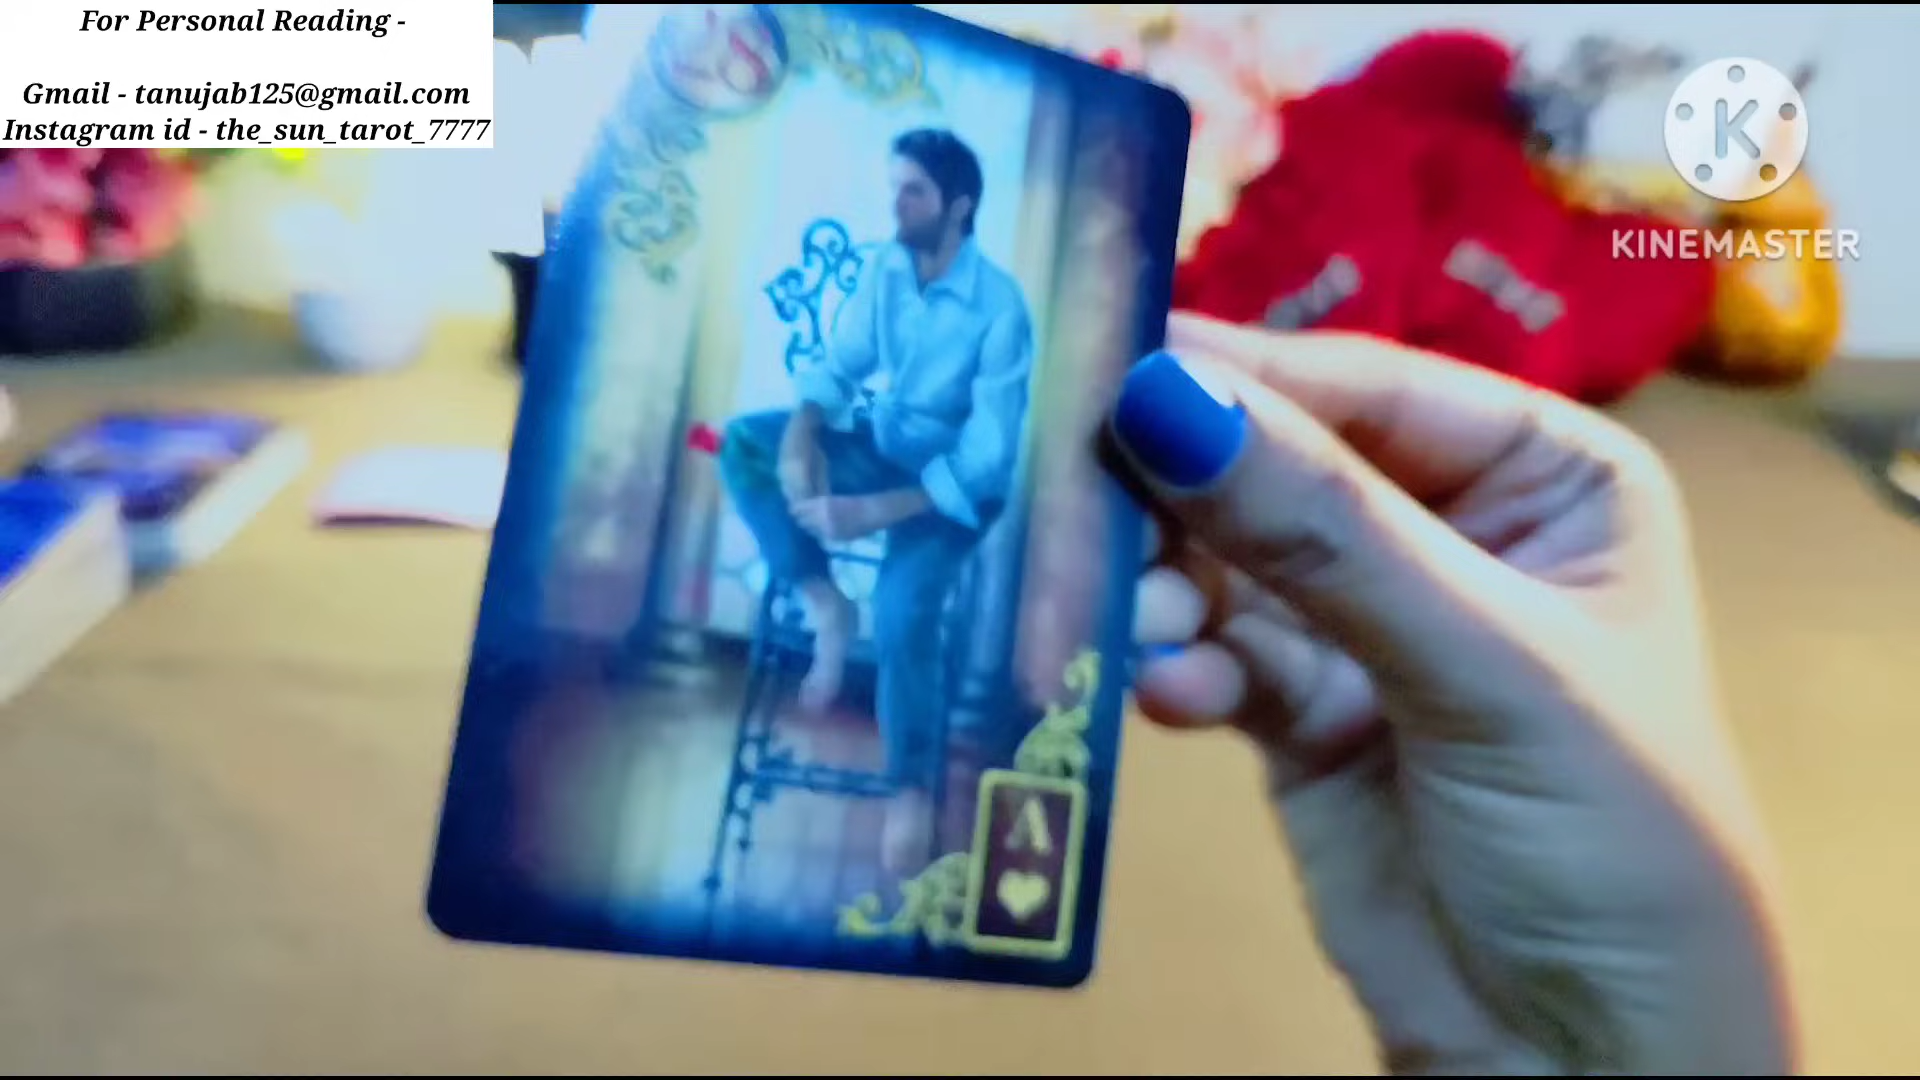 For Personal Reading -
Gmail - tanujab125@gmail.com
Instagram id - the_sun_tarot_7777
K
KINEMASTER
A